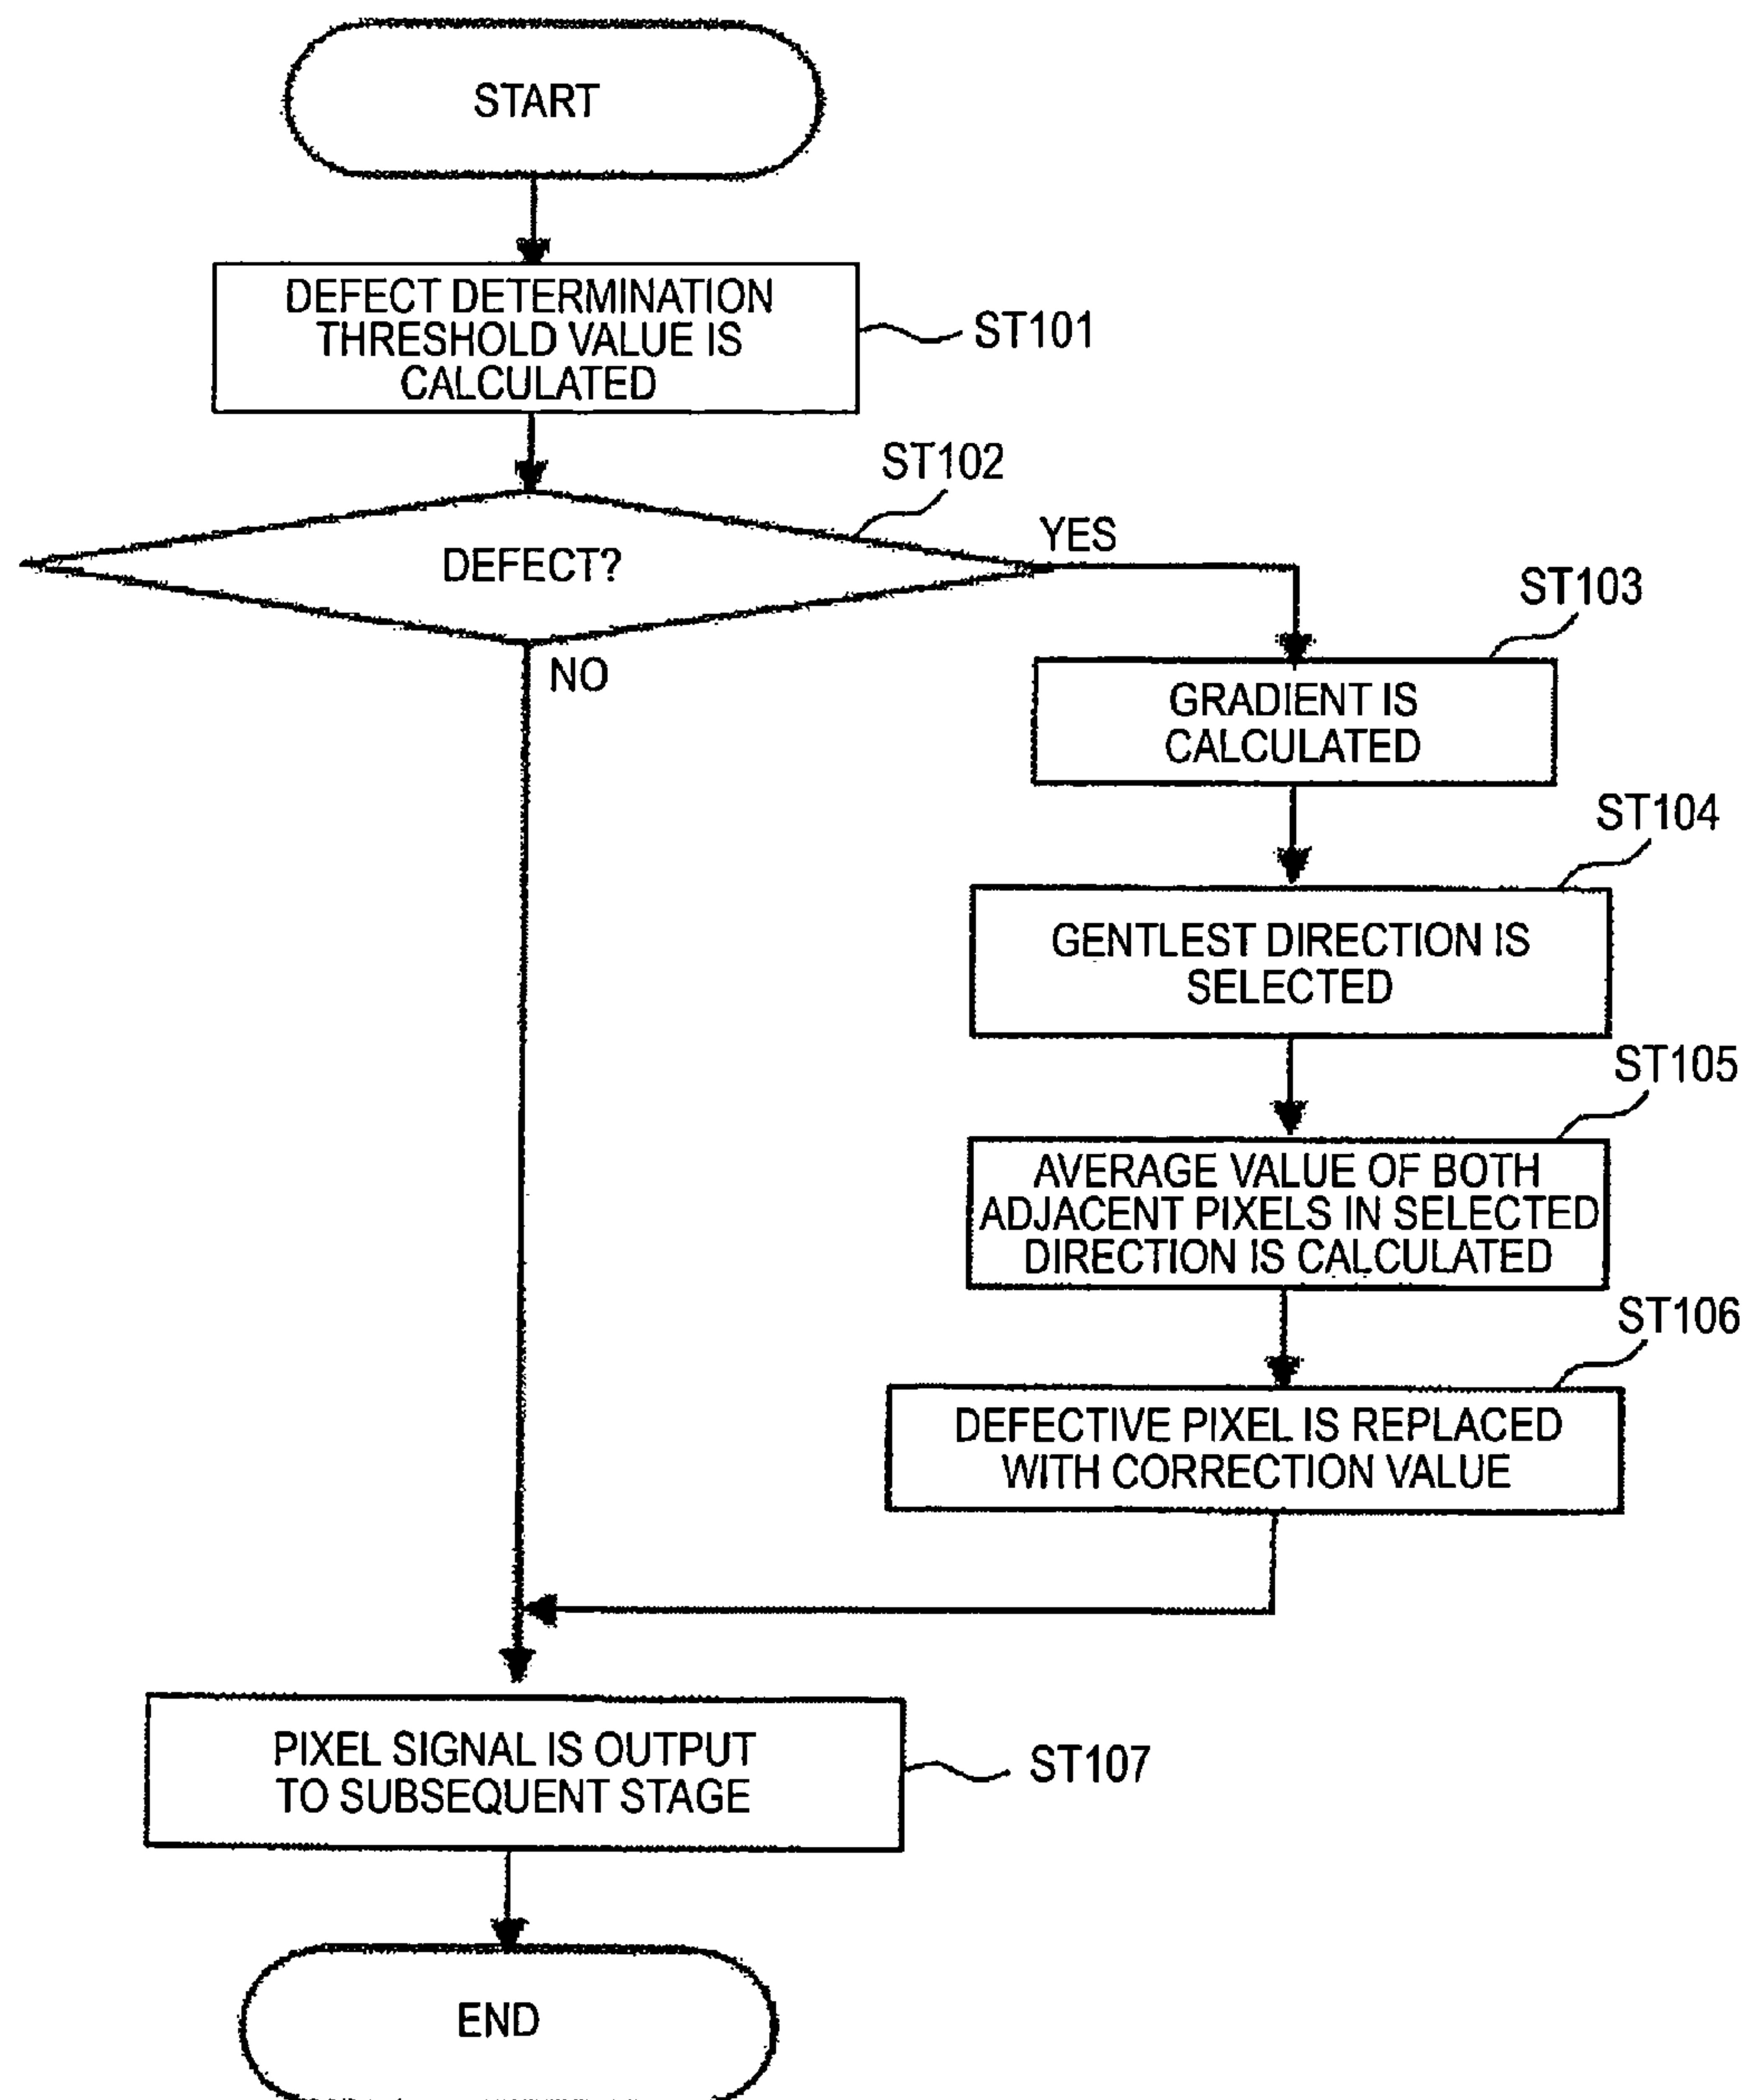 START
DEFECT DETERMINATION
THRESHOLD VALUE IS
CALCULATED
ST101
ST102
DEFECT?
YES
NO
ST103
GRADIENT IS
CALCULATED
ST104
GENTLEST DIRECTION IS
SELECTED
ST105
AVERAGE VALUE OF BOTH
ADJACENT PIXELS IN SELECTED
DIRECTION IS CALCULATED
ST106
DEFECTIVE PIXEL IS REPLACED
WITH CORRECTION VALUE
PIXEL SIGNAL IS OUTPUT
TO SUBSEQUENT STAGE
ST107
END